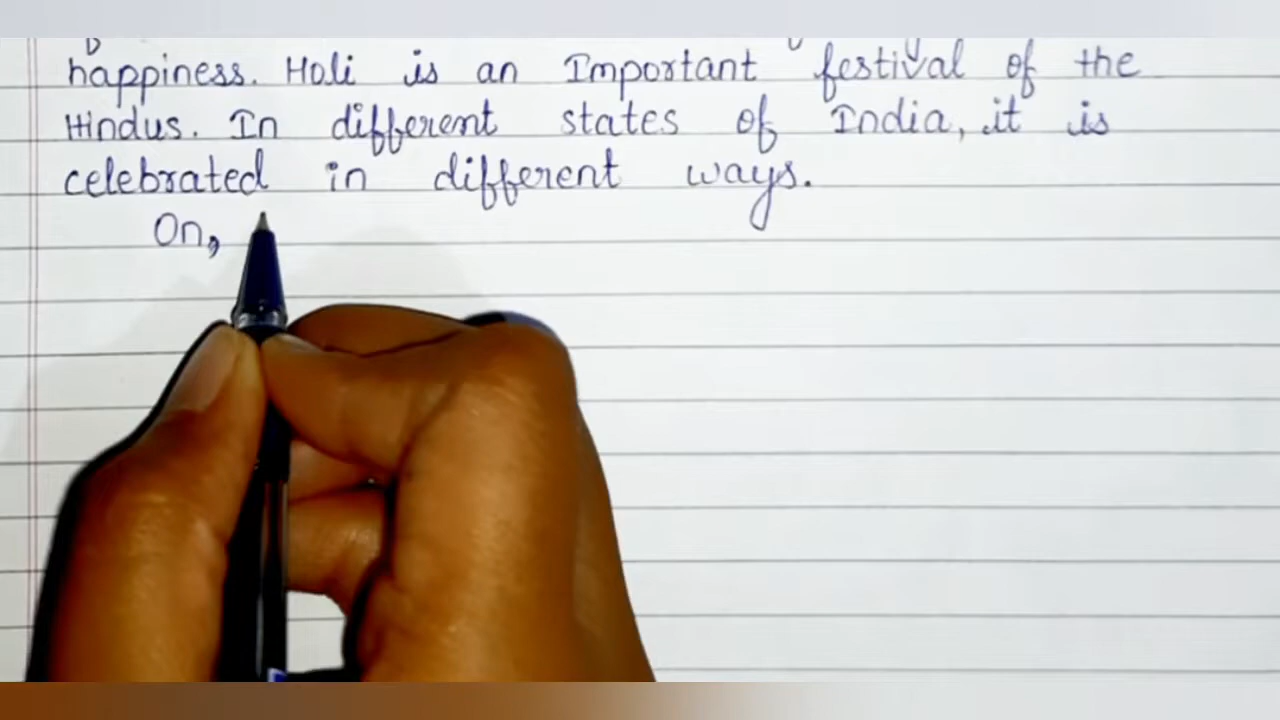 happiness. Holi is an Important festival of the
Hindus. In different states of India, it is
celebrated in different ways.
On,